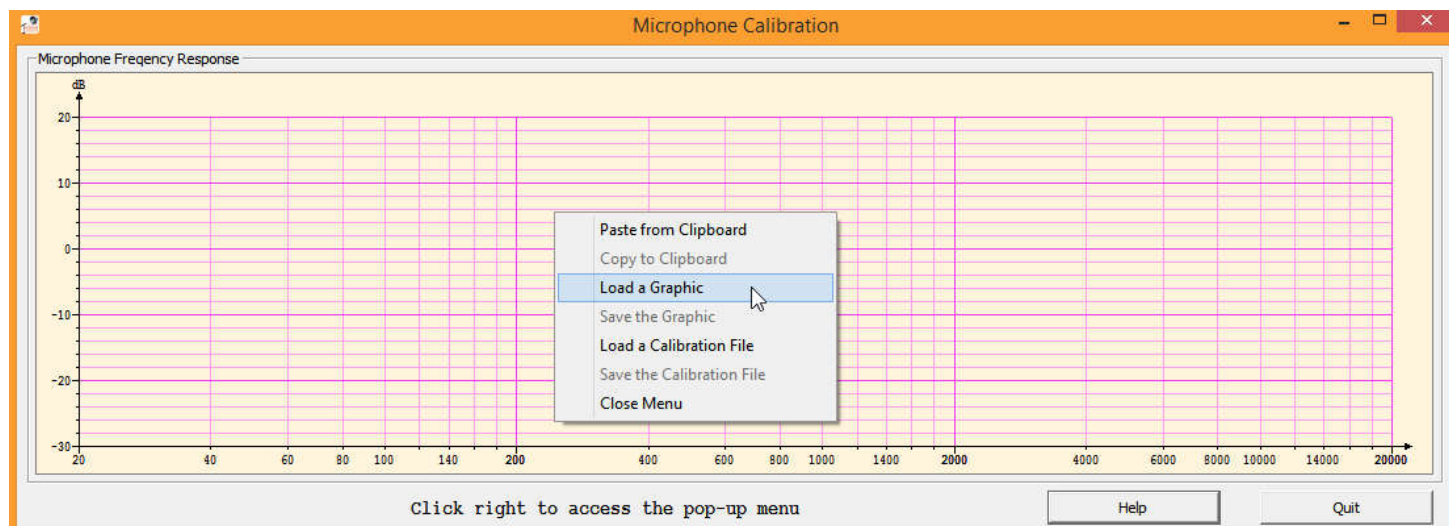 Microphone Calibration
Microphone Freqency Response
dB
20
10
0
-10
-20
-30
20 40 60 80 100 140 200 400 600 800 1000 1400 2000 4000 6000 8000 10000 14000 20000
Paste from Clipboard
Copy to Clipboard
Load a Graphic
Save the Graphic
Load a Calibration File
Save the Calibration File
Close Menu
Click right to access the pop-up menu
Help
Quit